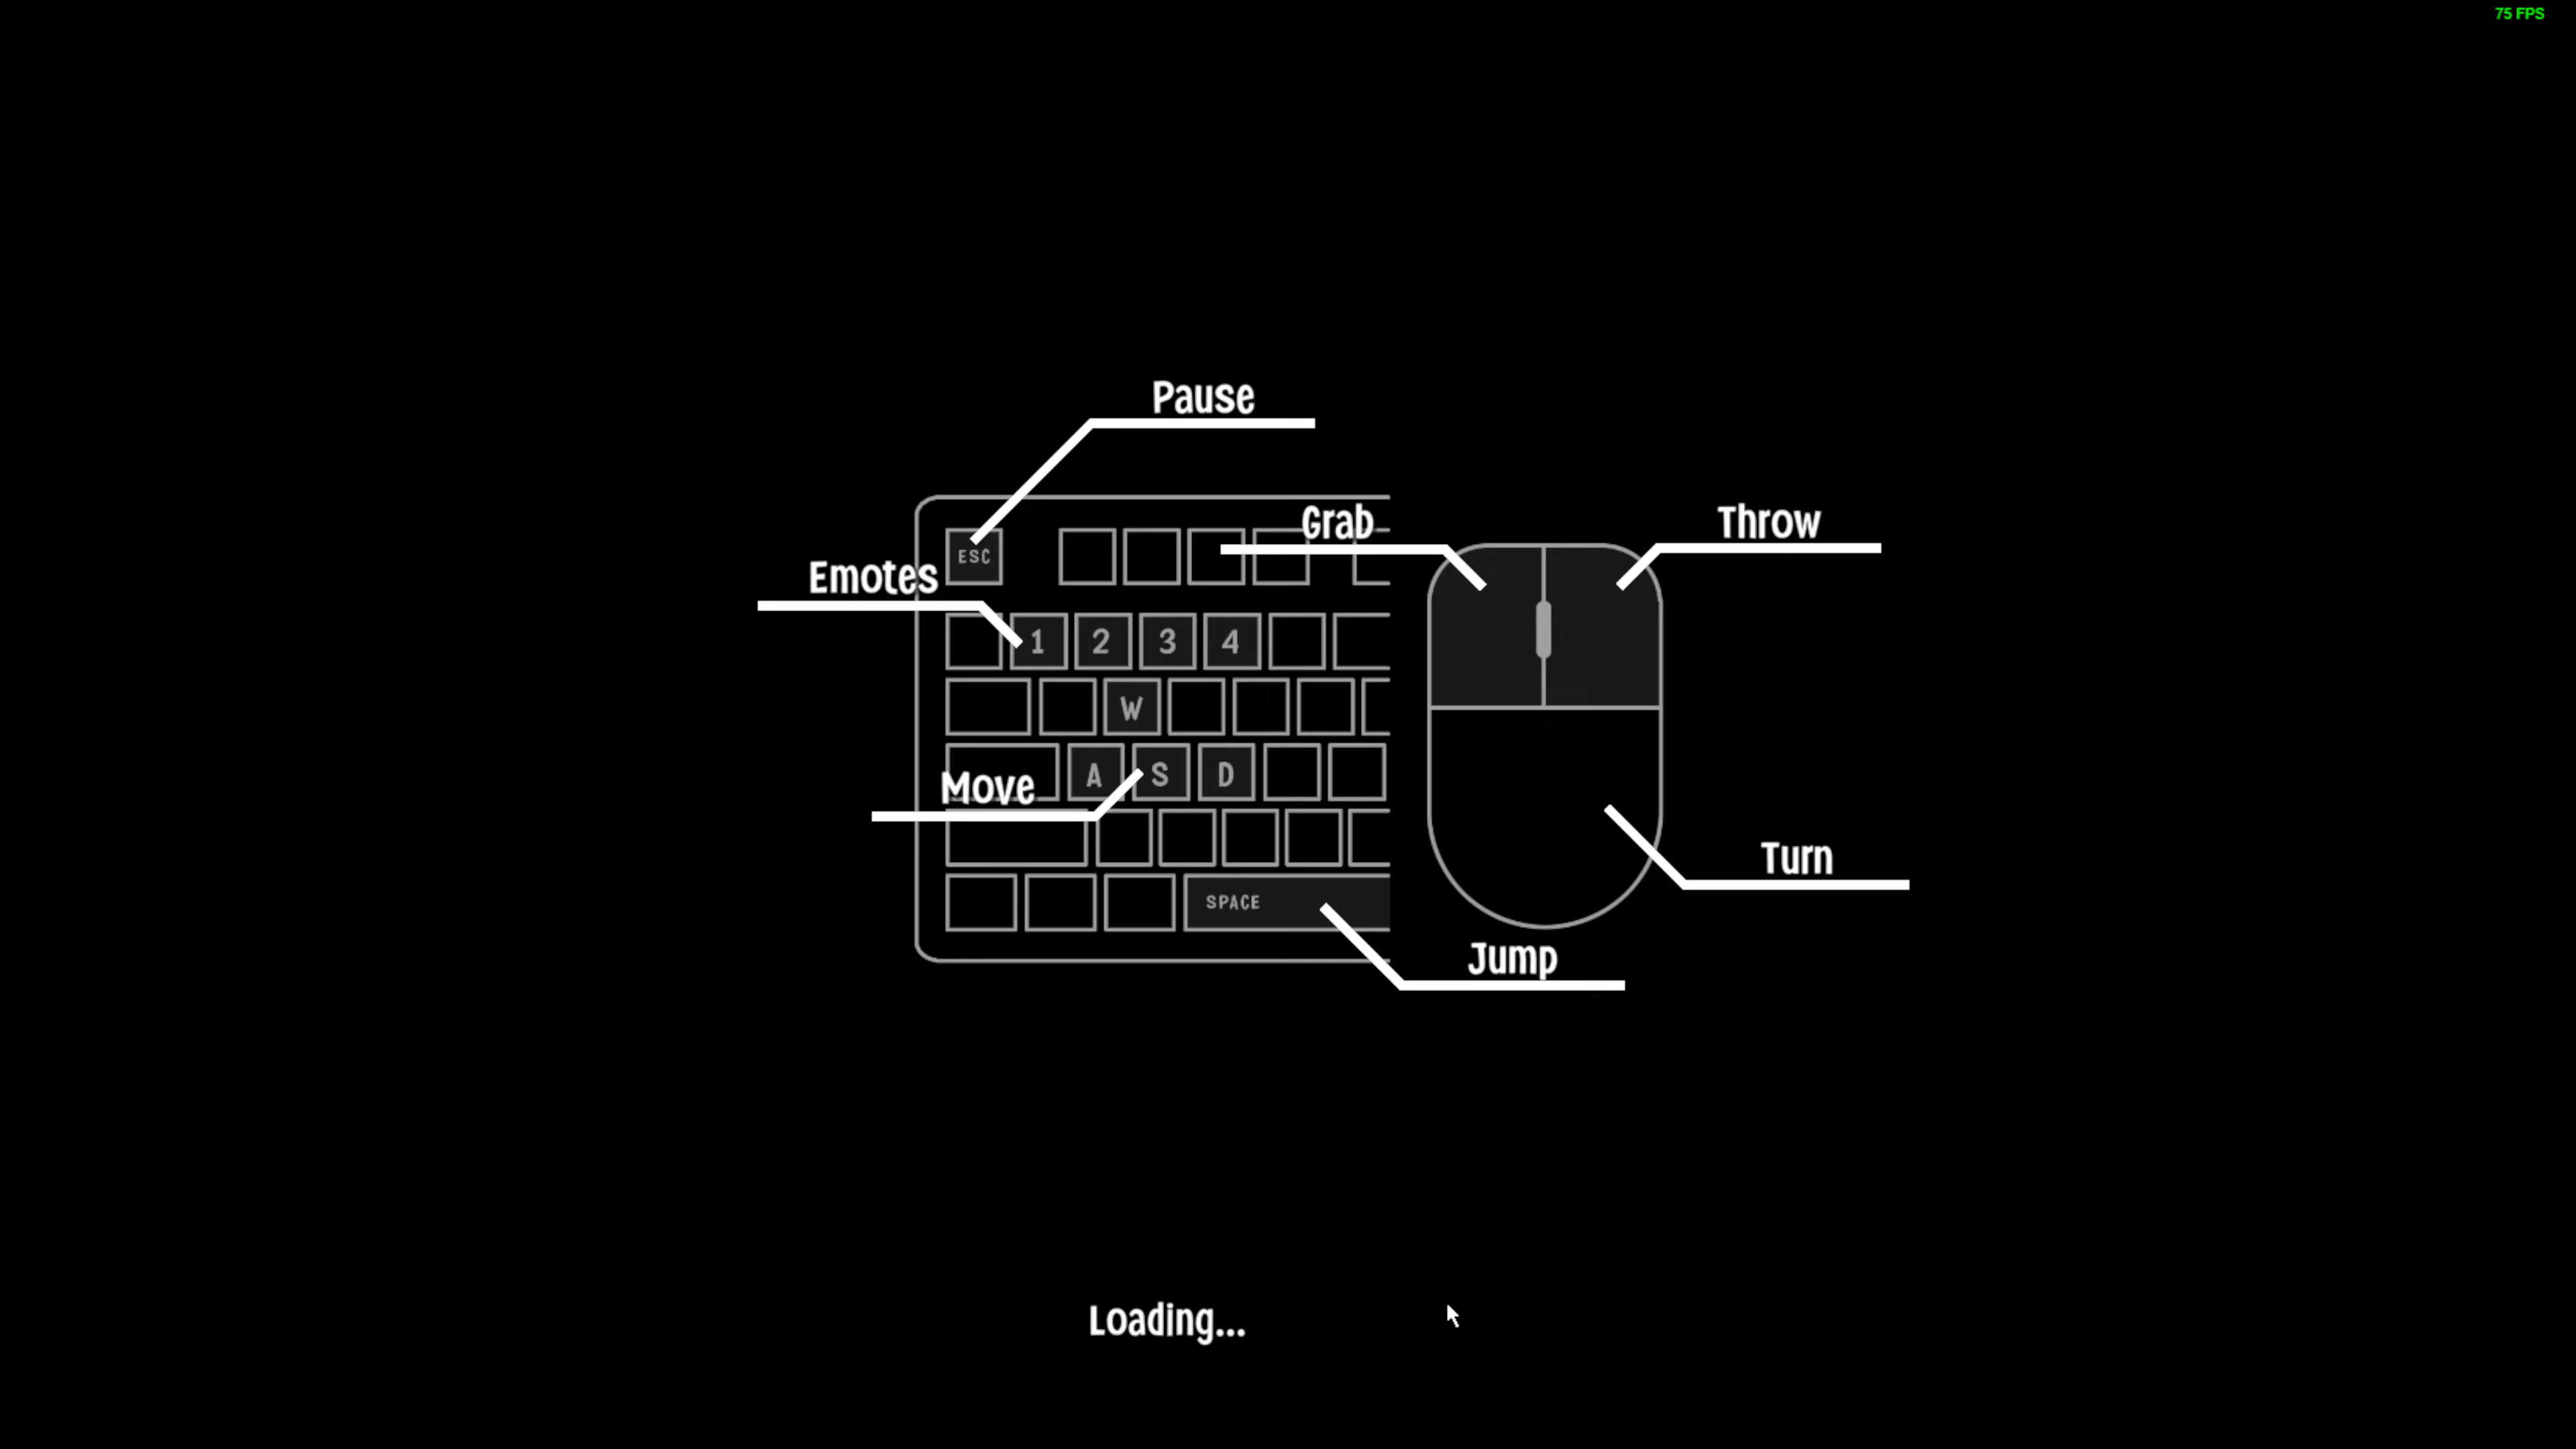 75 FPS
Pause
Grab
Throw
ESC
Emotes
1 2 3 4
W
A S D
Move
Turn
SPACE
Jump
Loading...